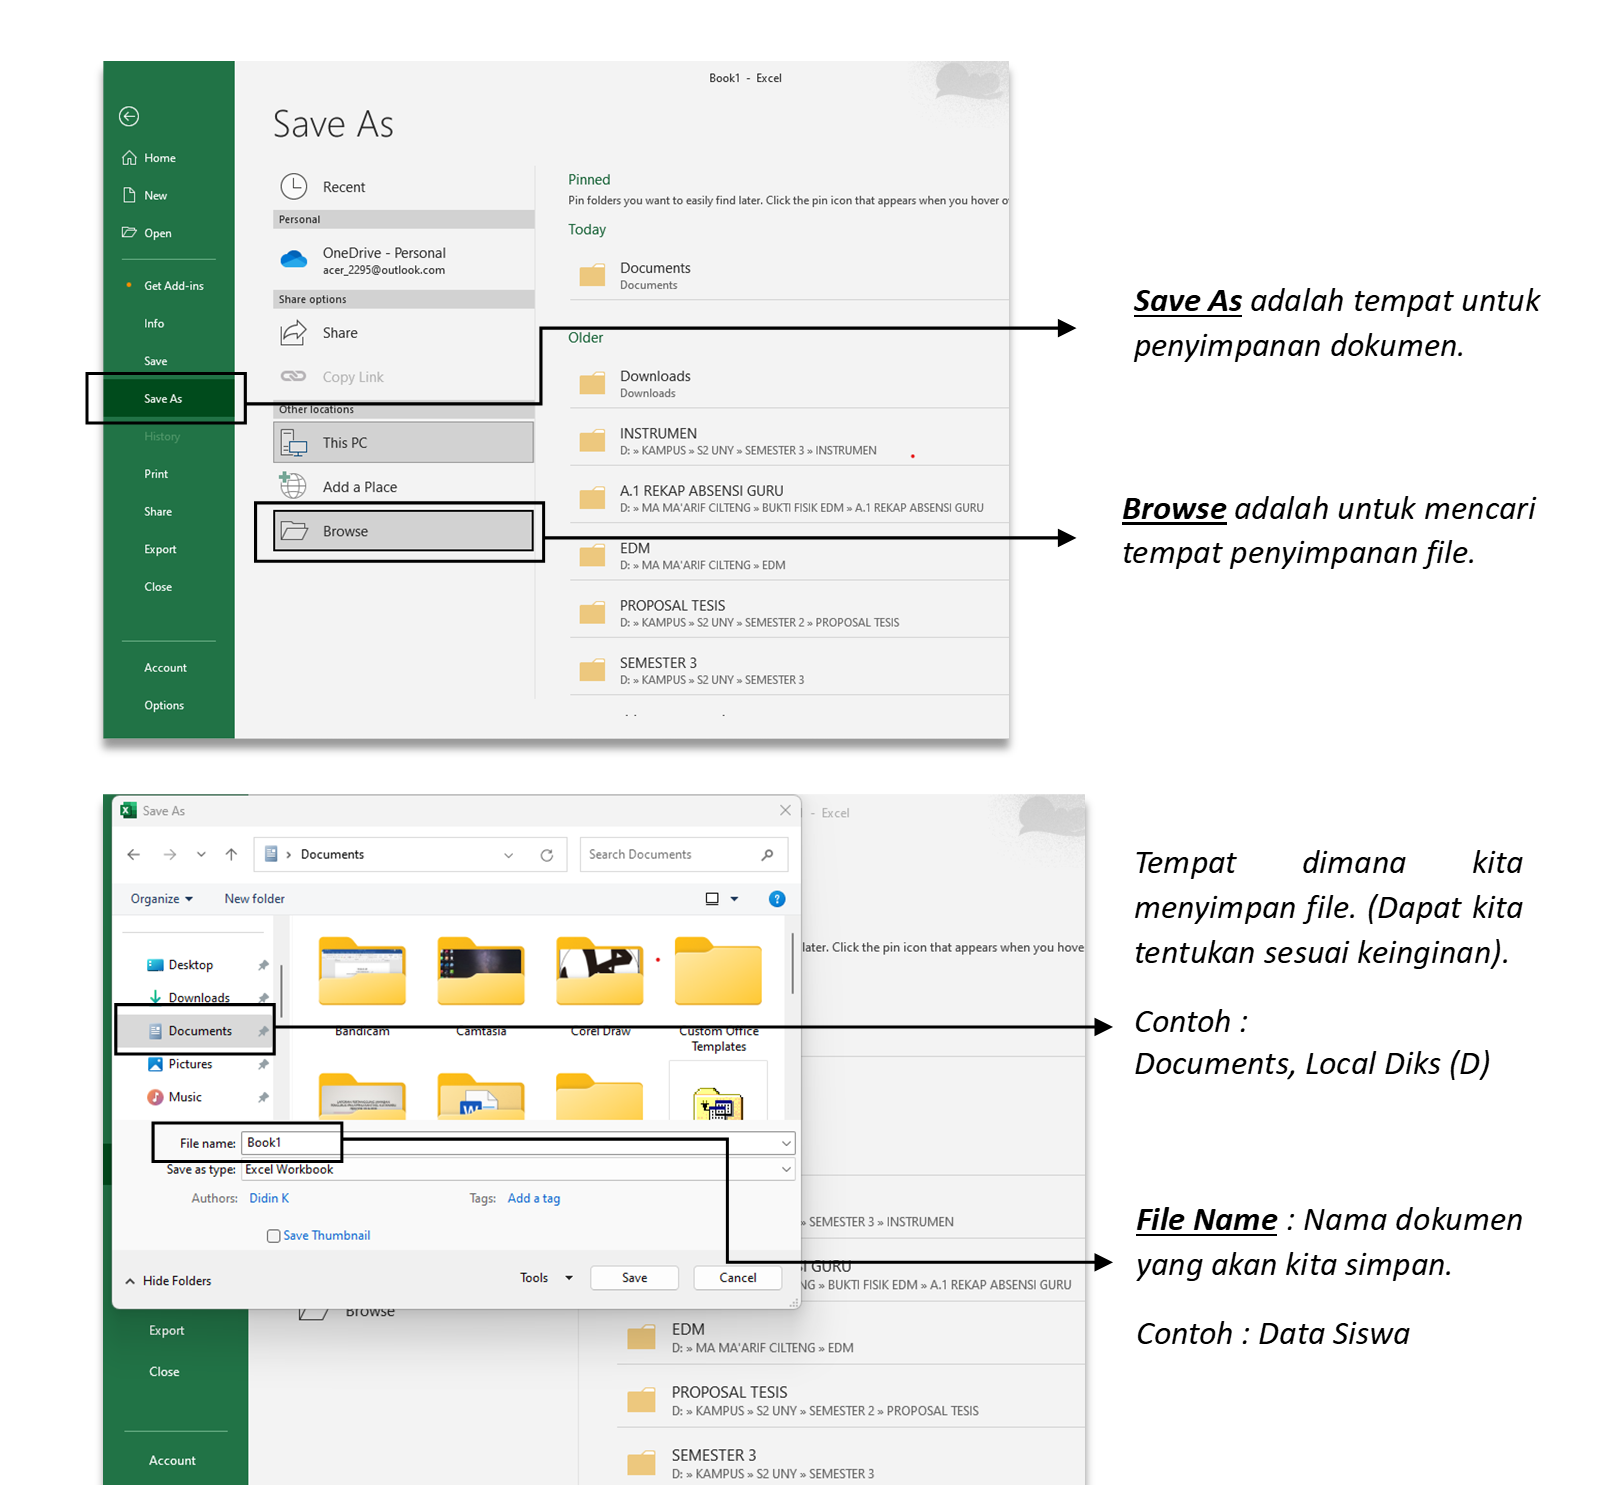 Book1 - Excel
Save As
Home
New
Open
Get Add-ins
Info
Save
Save As
History
Print
Share
Export
Close
Account
Options
Recent
Personal
OneDrive - Personal
acer_2295@outlook.com
Share options
Share
Copy Link
Other locations
This PC
Add a Place
Browse
Pinned
Pin folders you want to easily find later. Click the pin icon that appears when you hover
Today
Documents
Documents
Older
Downloads
Downloads
INSTRUMEN
D: » KAMPUS » S2 UNY » SEMESTER 3 » INSTRUMEN
A.1 REKAP ABSENSI GURU
D: » MA MA'ARIF CILTENG » BUKTI FISIK EDM » A.1 REKAP ABSENSI GURU
EDM
D: » MA MA'ARIF CILTENG » EDM
PROPOSAL TESIS
D: » KAMPUS » S2 UNY » SEMESTER 2 » PROPOSAL TESIS
SEMESTER 3
D: » KAMPUS » S2 UNY » SEMESTER 3
Save As adalah tempat untuk
penyimpanan dokumen.
Browse adalah untuk mencari
tempat penyimpanan file.
Save As
- Excel
› Documents
Search Documents
Organize
New folder
Desktop
Downloads
Documents
Pictures
Music
Bandicam
Camtasia
Corel Draw
Custom Office
Templates
File name: Book1
Save as type: Excel Workbook
Authors: Didin K
Tags: Add a tag
Save Thumbnail
Hide Folders
Tools
Save
Cancel
later. Click the pin icon that appears when you hove
» SEMESTER 3 » INSTRUMEN
GURU
» BUKTI FISIK EDM » A.1 REKAP ABSENSI GURU
Browse
EDM
D: » MA MA'ARIF CILTENG » EDM
PROPOSAL TESIS
D: » KAMPUS » S2 UNY » SEMESTER 2 » PROPOSAL TESIS
SEMESTER 3
D: » KAMPUS » S2 UNY » SEMESTER 3
Export
Close
Account
Tempat dimana kita
menyimpan file. (Dapat kita
tentukan sesuai keinginan).
Contoh :
Documents, Local Diks (D)
File Name : Nama dokumen
yang akan kita simpan.
Contoh : Data Siswa